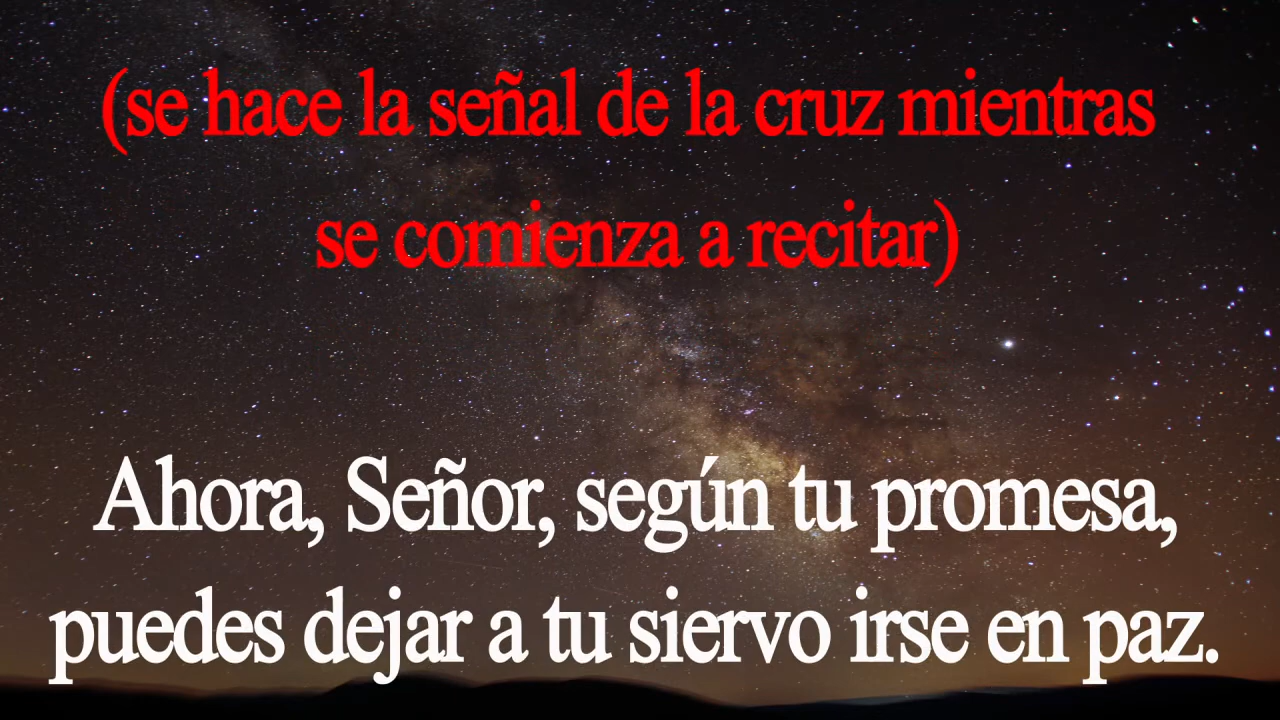 (se hace la señal de la cruz mientras
se comienza a recitar)
Ahora, Señor, según tu promesa,
puedes dejar a tu siervo irse en paz.